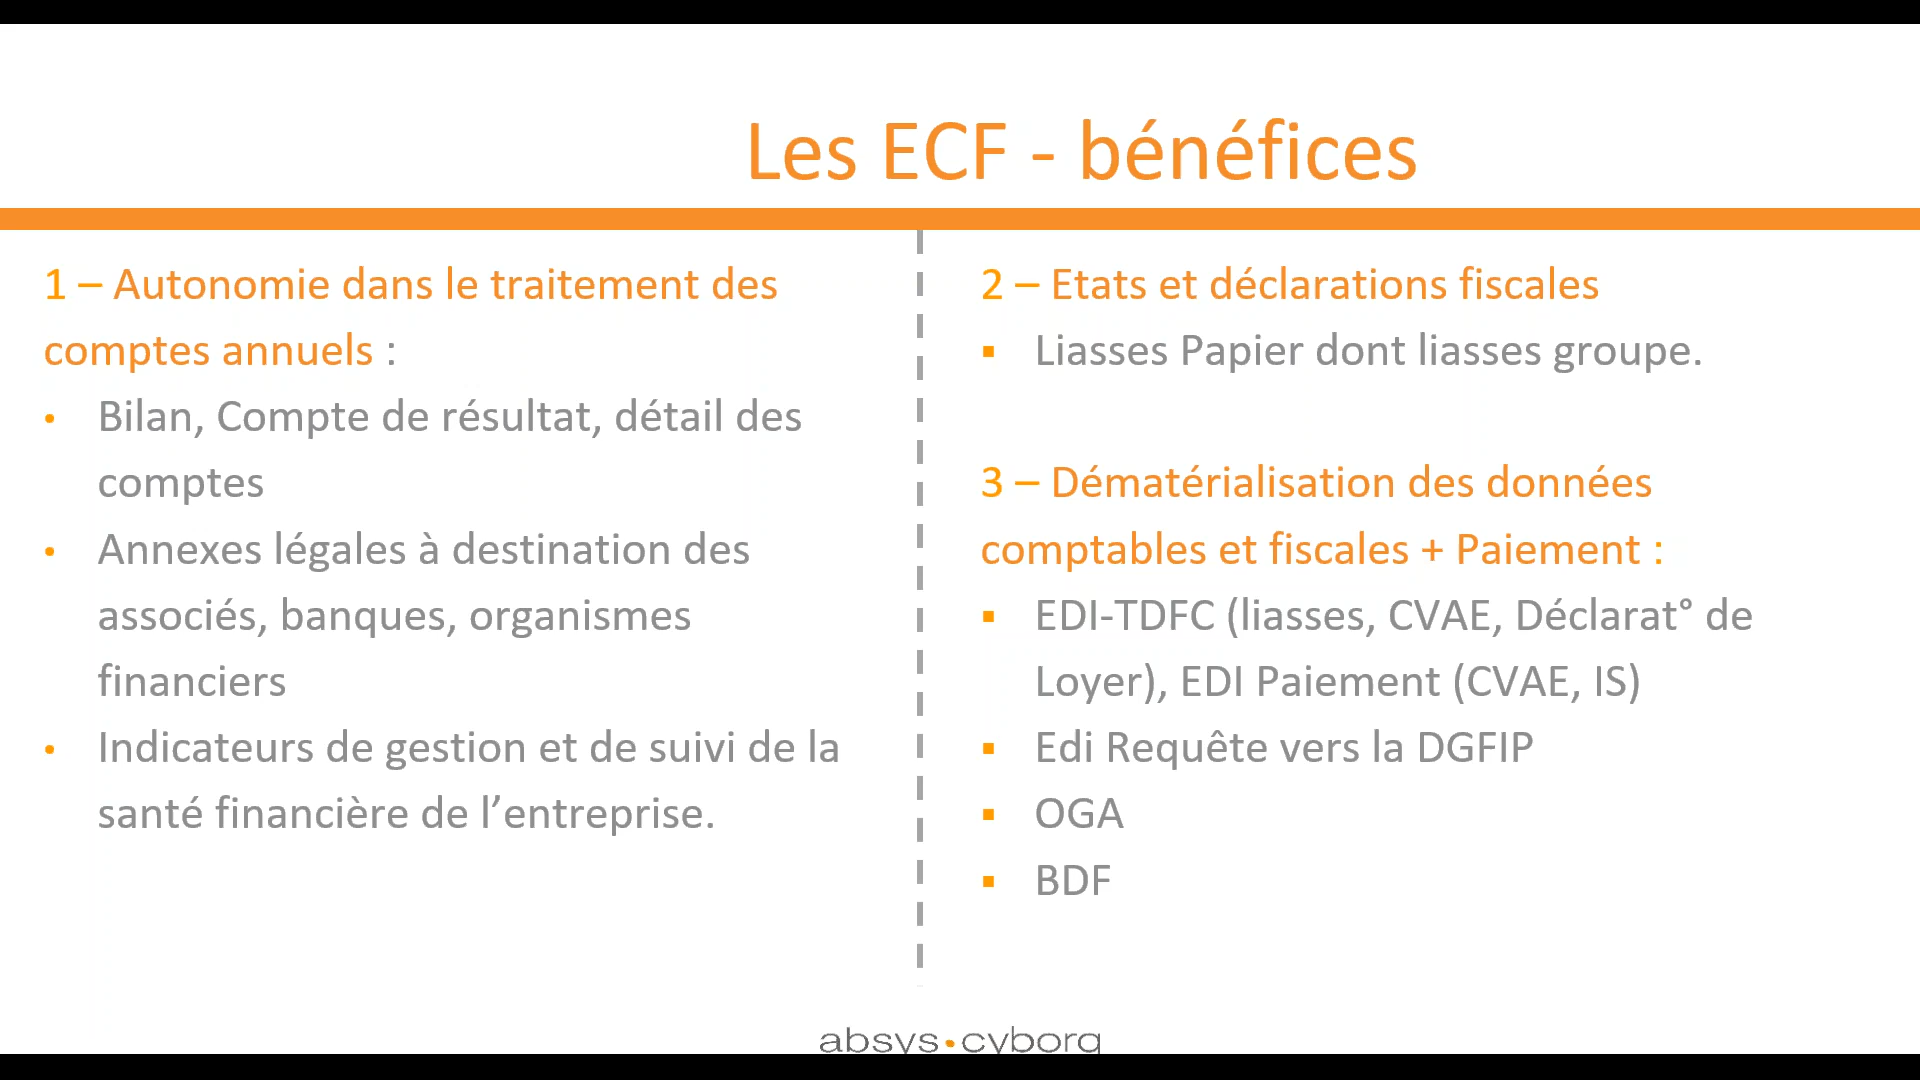 Les ECF - bénéfices
1 – Autonomie dans le traitement des
comptes annuels :
• Bilan, Compte de résultat, détail des
comptes
• Annexes légales à destination des
associés, banques, organismes
financiers
• Indicateurs de gestion et de suivi de la
santé financière de l’entreprise.
2 – Etats et déclarations fiscales
▪ Liasses Papier dont liasses groupe.
3 – Dématérialisation des données
comptables et fiscales + Paiement :
▪ EDI-TDFC (liasses, CVAE, Déclarat° de
Loyer), EDI Paiement (CVAE, IS)
▪ Edi Requête vers la DGFIP
▪ OGA
▪ BDF
absys•cyborg